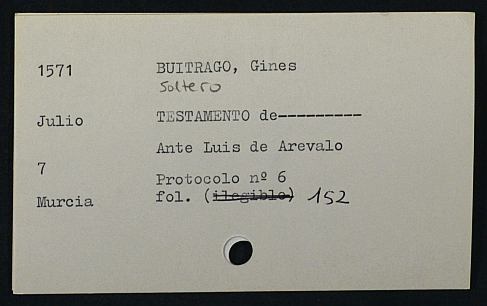 1571 BUITRAGO, Gines
soltero
Julio TESTAMENTO de---------
Ante Luis de Arevalo
7
Protocolo nº 6
Murcia fol. (ilegible) 152